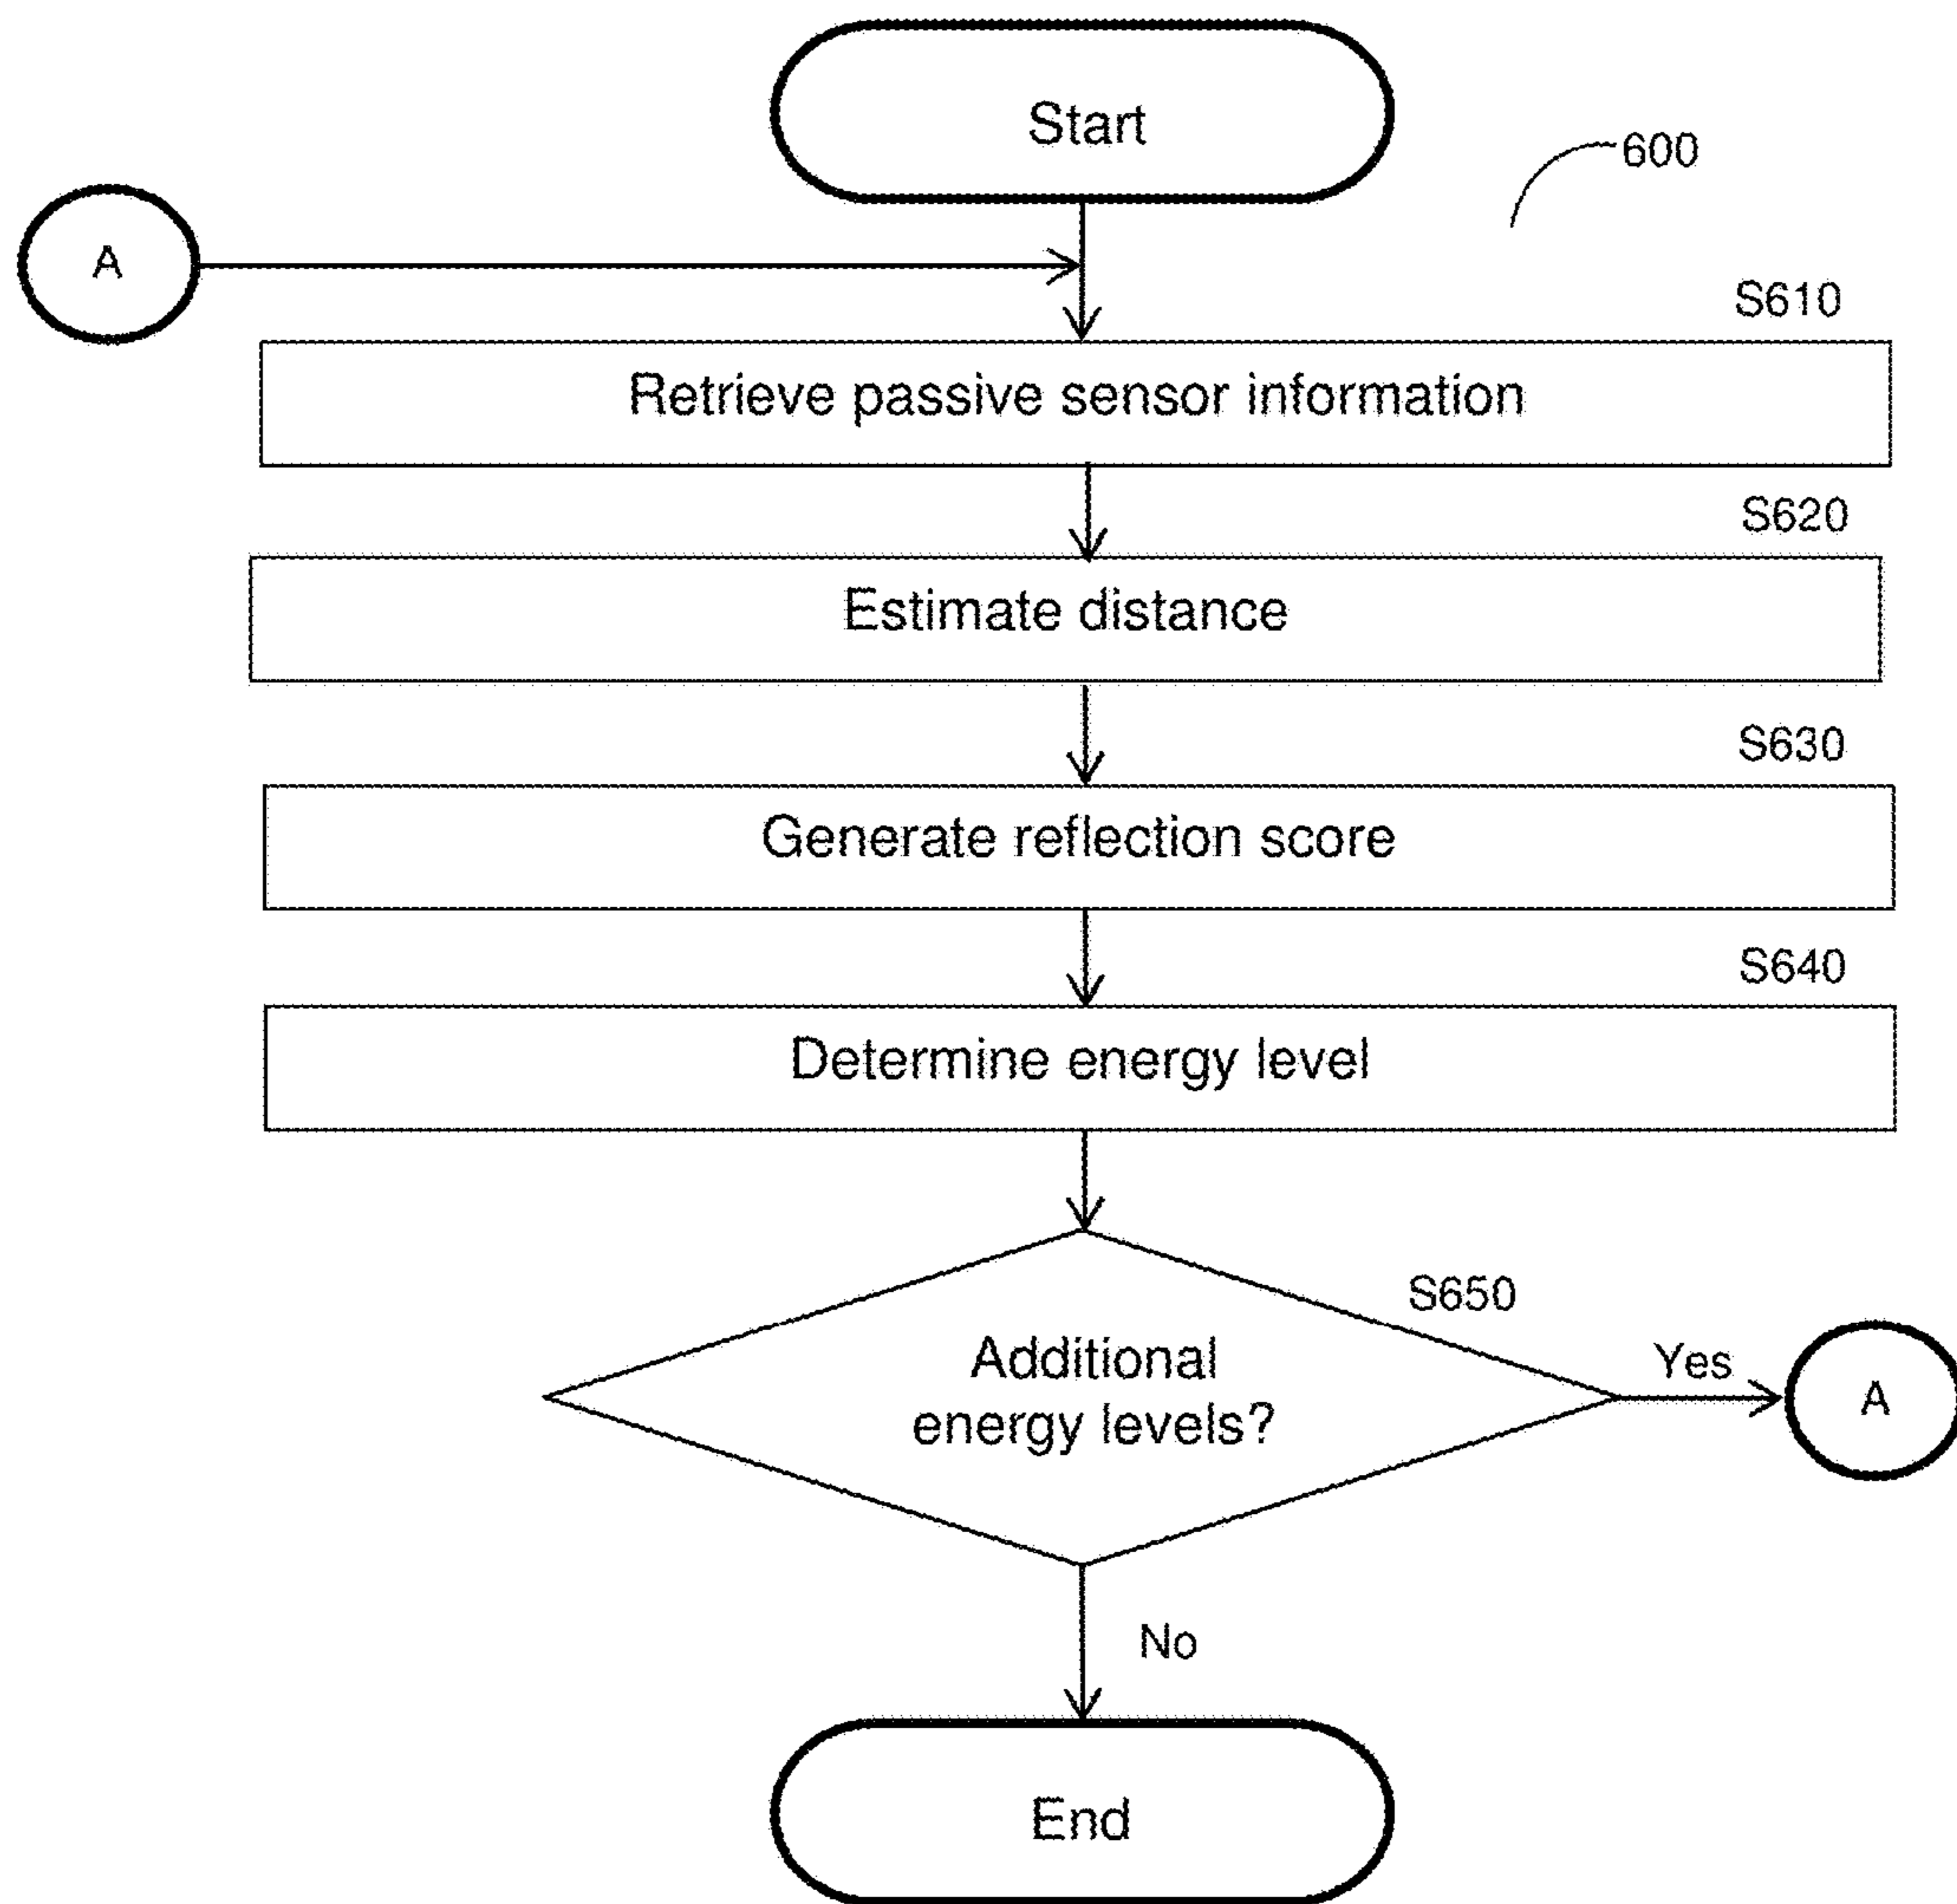 Start
600
A
S610
Retrieve passive sensor information
S620
Estimate distance
S630
Generate reflection score
S640
Determine energy level
S650
Additional
energy levels?
Yes
A
No
End